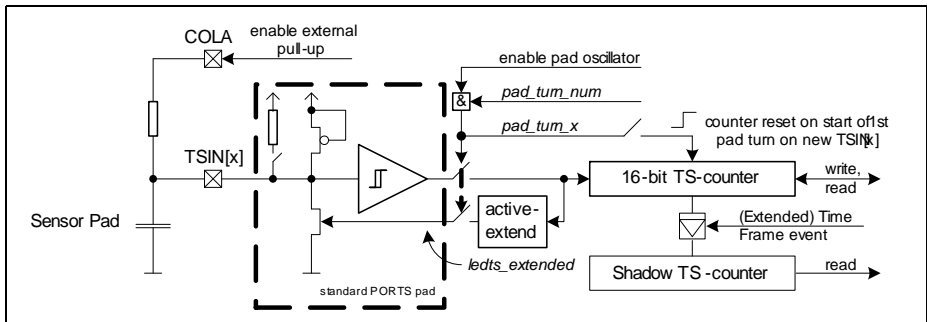 COLA
enable external
pull-up
enable pad oscillator
&
pad_turn_num
pad_turn_x
counter reset on start of1st
pad turn on new TSIN[x]
TSIN[x]
16-bit TS-counter
write,
read
Sensor Pad
active-
extend
(Extended) Time
Frame event
ledts_extended
Shadow TS -counter
read
standard PORTS pad